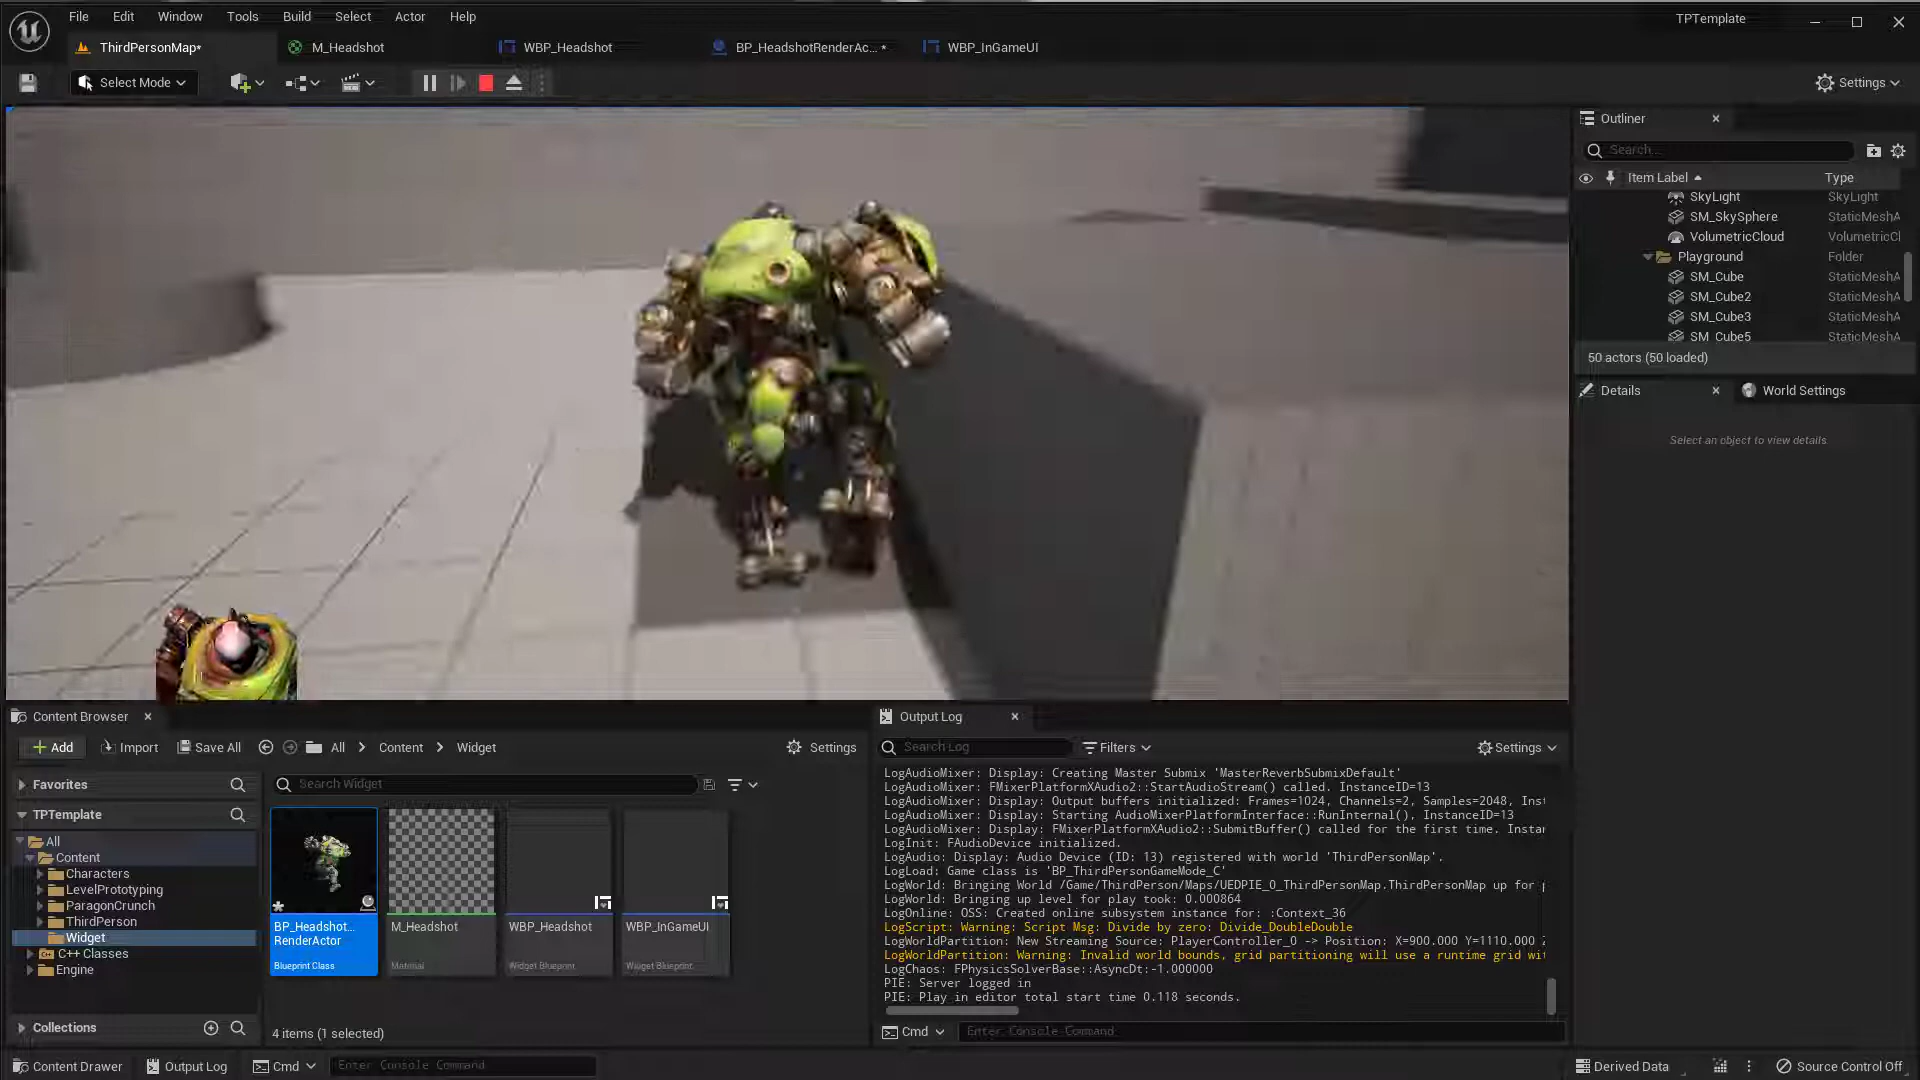 File Edit Window Tools Build Select Actor Help
TPTemplate
ThirdPersonMap* M_Headshot WBP_Headshot BP_HeadshotRenderAc...* WBP_InGameUI
Select Mode
Settings
Outliner
Search...
Item Label Type
SkyLight SkyLight
SM_SkySphere StaticMeshA
VolumetricCloud VolumetricCl
Playground Folder
SM_Cube StaticMeshA
SM_Cube2 StaticMeshA
SM_Cube3 StaticMeshA
SM_Cube5 StaticMeshA
50 actors (50 loaded)
Details World Settings
Select an object to view details.
Content Browser
Add Import Save All All Content Widget Settings
Favorites
Search Widget
TPTemplate
All
Content
Characters
LevelPrototyping
ParagonCrunch
ThirdPerson
Widget
C++ Classes
Engine
Collections
BP_Headshot...
RenderActor
Blueprint Class
M_Headshot
Material
WBP_Headshot
Widget Blueprint
WBP_InGameUI
Widget Blueprint
4 items (1 selected)
Output Log
Search Log
Filters
Settings
LogAudioMixer: Display: Creating Master Submix 'MasterReverbSubmixDefault'
LogAudioMixer: FMixerPlatformXAudio2::StartAudioStream() called. InstanceID=13
LogAudioMixer: Display: Output buffers initialized: Frames=1024, Channels=2, Samples=2048, Inst
LogAudioMixer: Display: Starting AudioMixerPlatformInterface::RunInternal(), InstanceID=13
LogAudioMixer: Display: FMixerPlatformXAudio2::SubmitBuffer() called for the first time. Instan
LogInit: FAudioDevice initialized.
LogAudio: Display: Audio Device (ID: 13) registered with world 'ThirdPersonMap'.
LogLoad: Game class is 'BP_ThirdPersonGameMode_C'
LogWorld: Bringing World /Game/ThirdPerson/Maps/UEDPIE_0_ThirdPersonMap.ThirdPersonMap up for p
LogWorld: Bringing up level for play took: 0.000864
LogOnline: OSS: Created online subsystem instance for: :Context_36
LogScript: Warning: Script Msg: Divide by zero: Divide_DoubleDouble
LogWorldPartition: New Streaming Source: PlayerController_0 -> Position: X=900.000 Y=1110.000 Z
LogWorldPartition: Warning: Invalid world bounds, grid partitioning will use a runtime grid wit
LogChaos: FPhysicsSolverBase::AsyncDt:-1.000000
PIE: Server logged in
PIE: Play in editor total start time 0.118 seconds.
Cmd Enter Console Command
Content Drawer Output Log Cmd Enter Console Command Derived Data Source Control Off